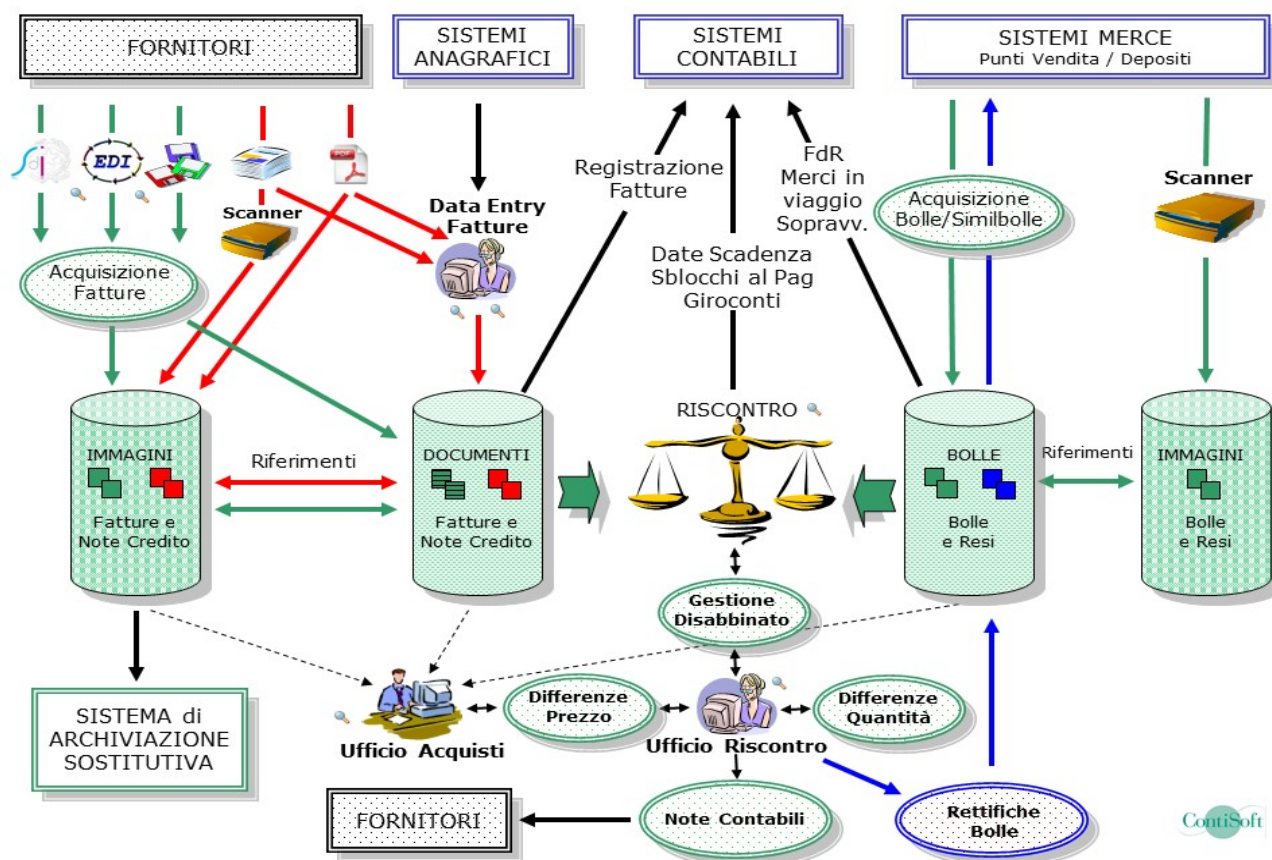 FORNITORI
SISTEMI
ANAGRAFICI
SISTEMI
CONTABILI
SISTEMI MERCE
Punti Vendita / Depositi
EDI
PDF
Scanner
Data Entry
Fatture
Registrazione
Fatture
FdR
Merci in
viaggio
Sopravv.
Acquisizione
Bolle/Similbolle
Scanner
Acquisizione
Fatture
Date Scadenza
Sblocchi al Pag
Giroconti
IMMAGINI
Fatture e
Note Credito
Riferimenti
DOCUMENTI
Fatture e
Note Credito
RISCONTRO
BOLLE
Bolle
e Resi
Riferimenti
IMMAGINI
Bolle
e Resi
Gestione
Disabbinato
SISTEMA di
ARCHIVIAZIONE
SOSTITUTIVA
Ufficio Acquisti
Differenze
Prezzo
Ufficio Riscontro
Differenze
Quantità
FORNITORI
Note Contabili
Rettifiche
Bolle
ContiSoft